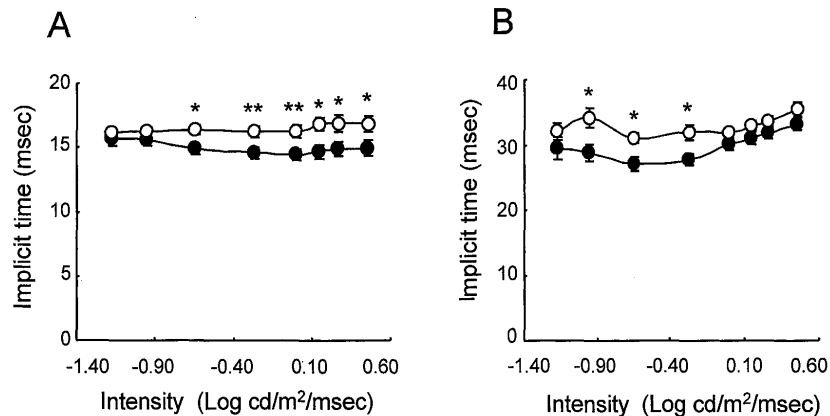 A
20
15
10
5
0
Implicit time (msec)
* ** ** * * *
-1.40 -0.90 -0.40 0.10 0.60
Intensity (Log cd/m²/msec)
B
40
30
30
10
0
Implicit time (msec)
* * *
-1.40 -0.90 -0.40 0.10 0.60
Intensity (Log cd/m²/msec)